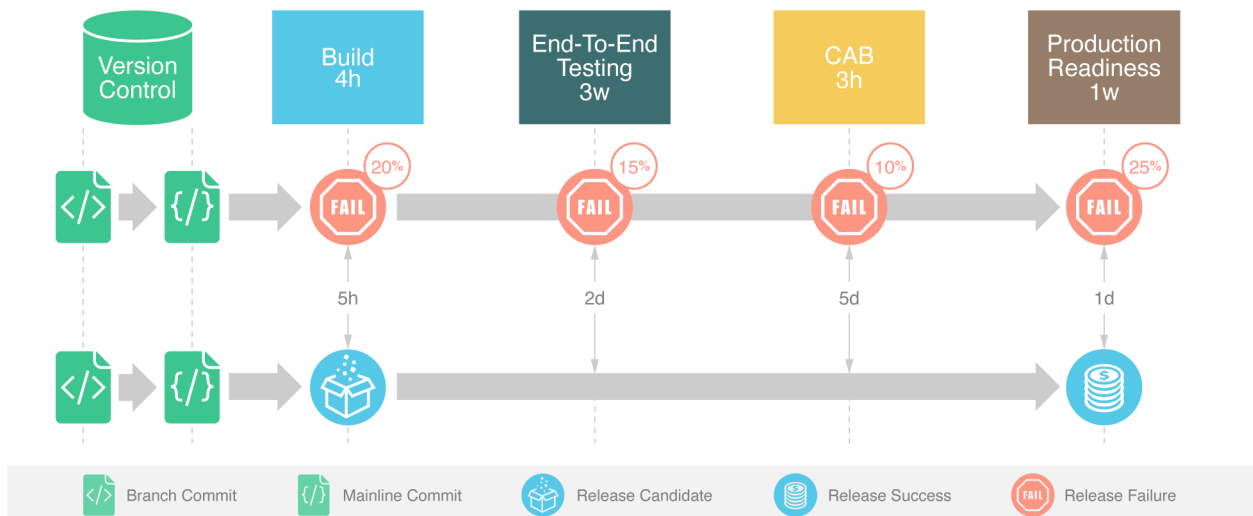 Version
Control
Build
4h
End-To-End
Testing
3w
CAB
3h
Production
Readiness
1w
</>
{/}
FAIL
20%
FAIL
15%
FAIL
10%
FAIL
25%
5h
2d
5d
1d
</>
{/}
$
</> Branch Commit
{/} Mainline Commit
Release Candidate
Release Success
FAIL Release Failure